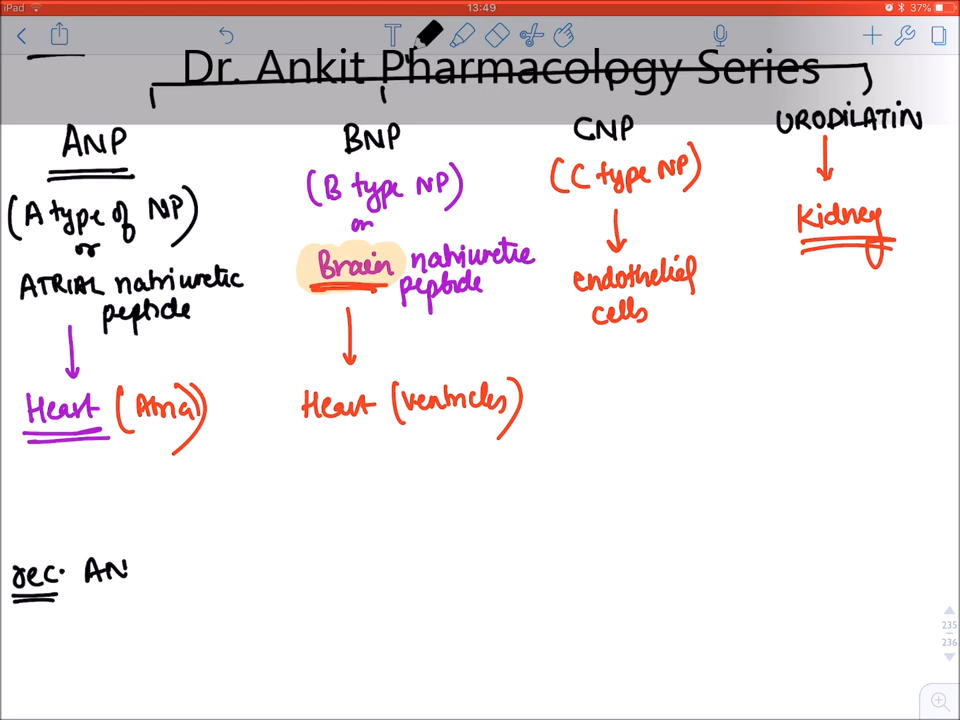 iPad
13:49
37%
T
Dr. Ankit Pharmacology Series
ANP
(A type of NP)
or
ATRIAL natriuretic
peptide
Heart (Atria)
BNP
(B type NP)
or
Brain natriuretic
peptide
Heart (ventricles)
CNP
(C type NP)
endothelial
cells
URODILATIN
Kidney
rec. AN
235
236